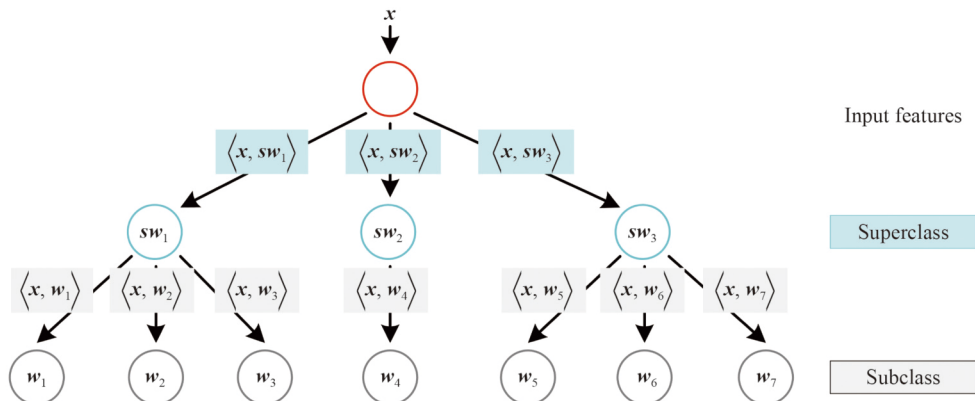 x
Input features
⟨x, sw₁⟩ ⟨x, sw₂⟩ ⟨x, sw₃⟩
sw₁ sw₂ sw₃ Superclass
⟨x, w₁⟩ ⟨x, w₂⟩ ⟨x, w₃⟩ ⟨x, w₄⟩ ⟨x, w₅⟩ ⟨x, w₆⟩ ⟨x, w₇⟩
w₁ w₂ w₃ w₄ w₅ w₆ w₇ Subclass